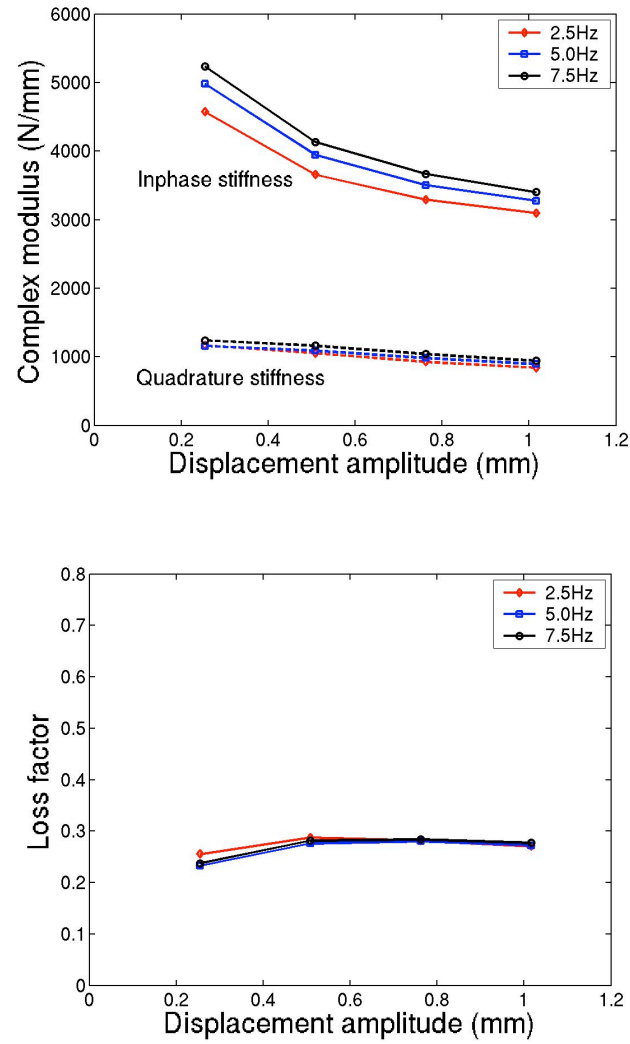 6000
5000
4000
3000
2000
1000
0
Complex modulus (N/mm)
2.5Hz
5.0Hz
7.5Hz
Inphase stiffness
Quadrature stiffness
0 0.2 0.4 0.6 0.8 1 1.2
Displacement amplitude (mm)
0.8
0.7
0.6
0.5
0.4
0.3
0.2
0.1
0
Loss factor
2.5Hz
5.0Hz
7.5Hz
0 0.2 0.4 0.6 0.8 1 1.2
Displacement amplitude (mm)